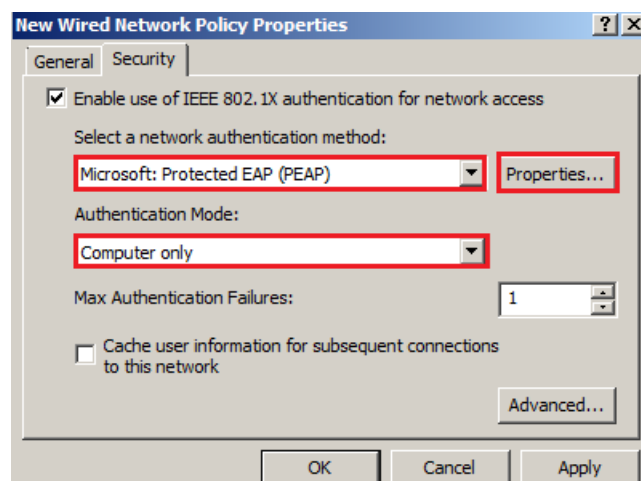 New Wired Network Policy Properties
General Security
Enable use of IEEE 802.1X authentication for network access
Select a network authentication method:
Microsoft: Protected EAP (PEAP) Properties...
Authentication Mode:
Computer only
Max Authentication Failures: 1
Cache user information for subsequent connections
to this network
Advanced...
OK Cancel Apply